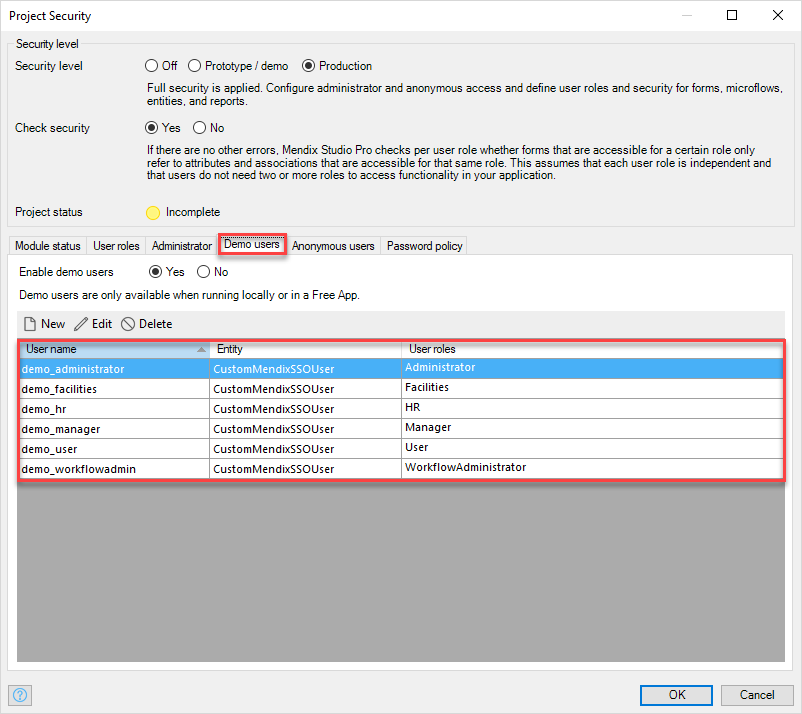 Project Security
Security level
Security level Off Prototype / demo Production
Full security is applied. Configure administrator and anonymous access and define user roles and security for forms, microflows,
entities, and reports.
Check security Yes No
If there are no other errors, Mendix Studio Pro checks per user role whether forms that are accessible for a certain role only
refer to attributes and associations that are accessible for that same role. This assumes that each user role is independent and
that users do not need two or more roles to access functionality in your application.
Project status Incomplete
Module status User roles Administrator Demo users Anonymous users Password policy
Enable demo users Yes No
Demo users are only available when running locally or in a Free App.
New Edit Delete
User name Entity User roles
demo_administrator CustomMendixSSOUser Administrator
demo_facilities CustomMendixSSOUser Facilities
demo_hr CustomMendixSSOUser HR
demo_manager CustomMendixSSOUser Manager
demo_user CustomMendixSSOUser User
demo_workflowadmin CustomMendixSSOUser WorkflowAdministrator
? OK Cancel